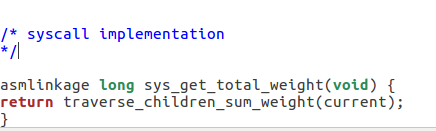 /* syscall implementation
*/
asmlinkage long sys_get_total_weight(void) {
return traverse_children_sum_weight(current);
}